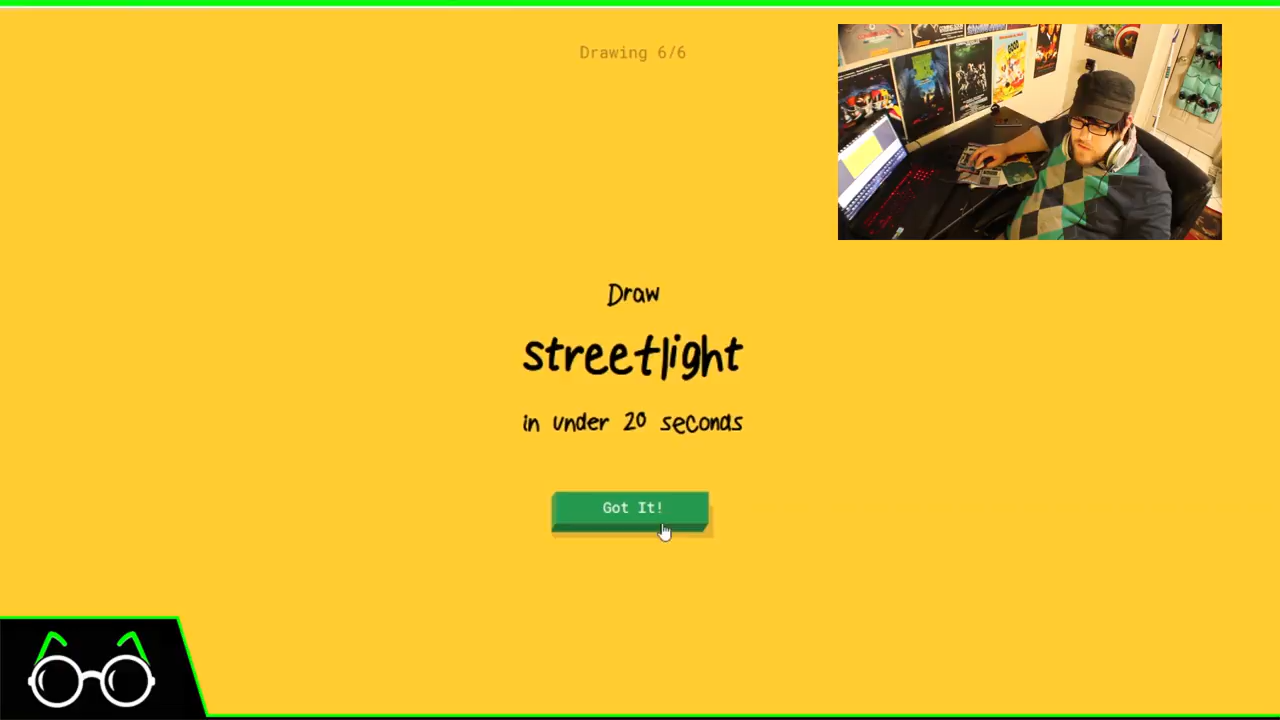 Drawing 6/6
Draw
streetlight
in under 20 seconds
Got It!